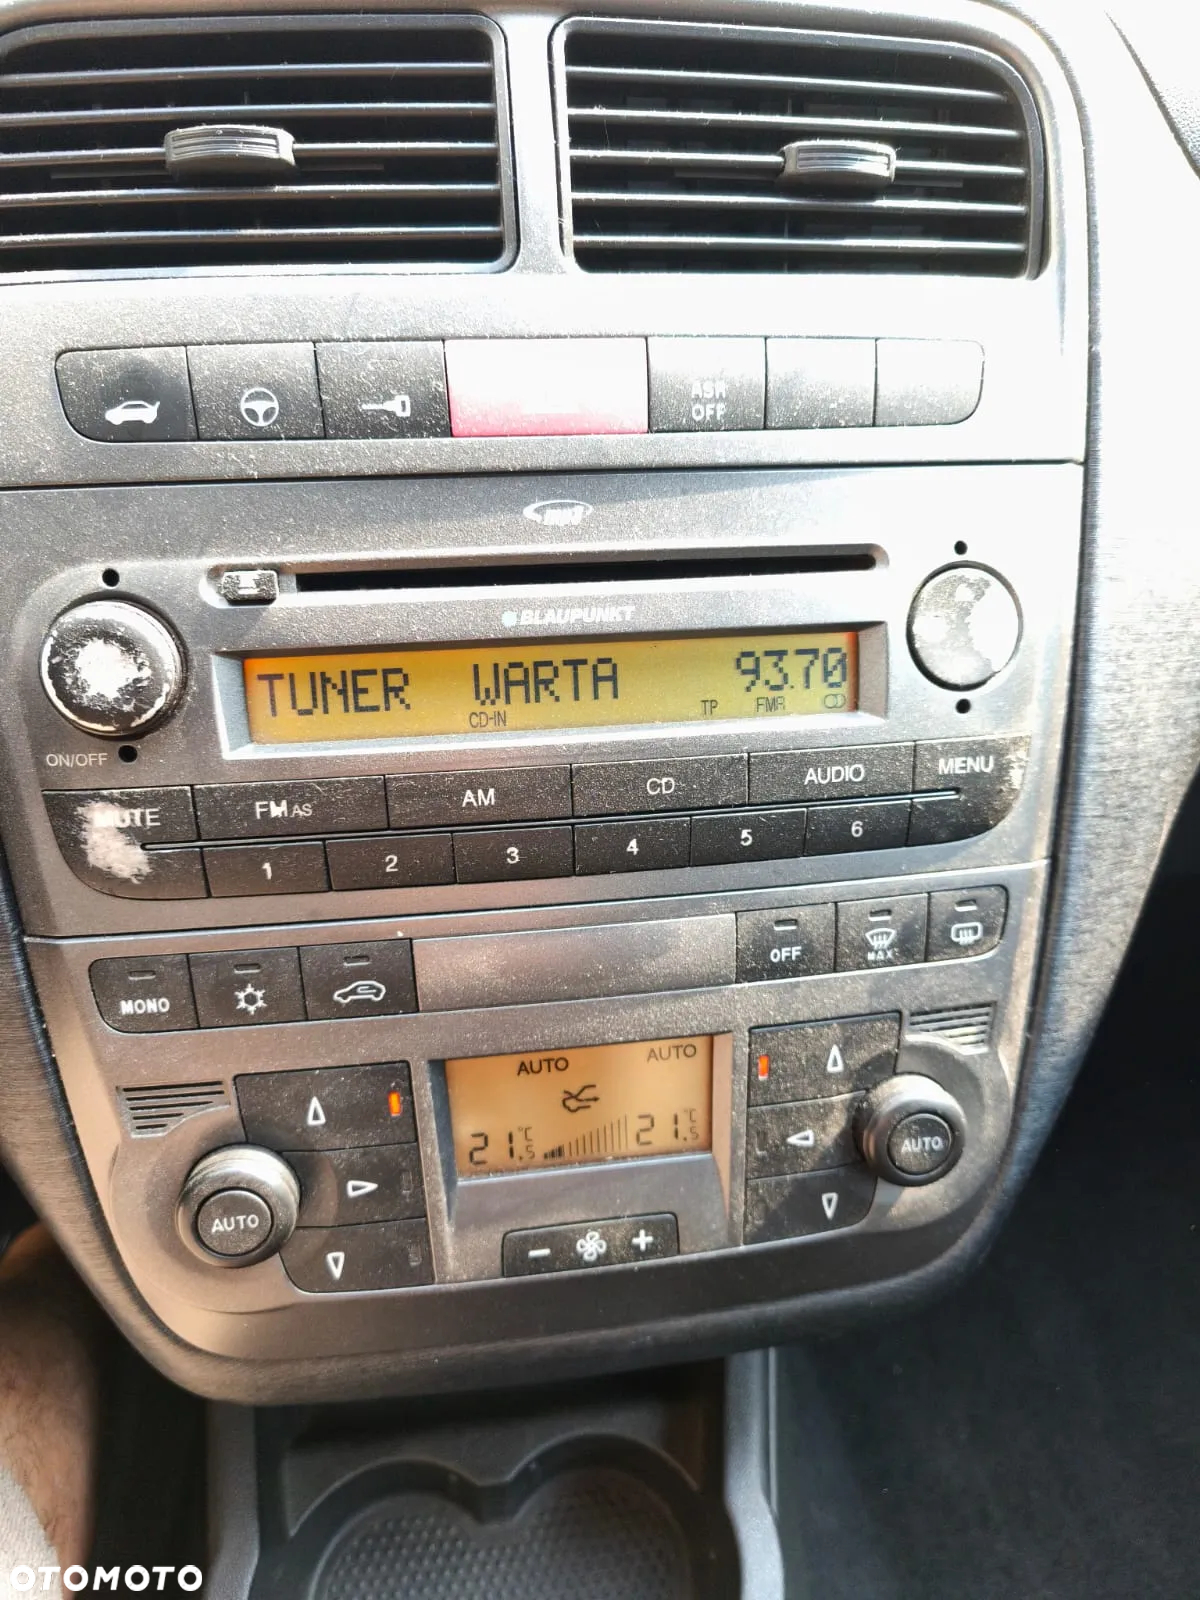 ASR
OFF
mp3
BLAUPUNKT
TUNER WARTA 93.70
CD-IN TP FMR
ON/OFF
MUTE FM AS AM CD AUDIO MENU
1 2 3 4 5 6
MONO OFF MAX
AUTO AUTO
21.5 °C 21.5 °C
AUTO AUTO
- +
OTOMOTO